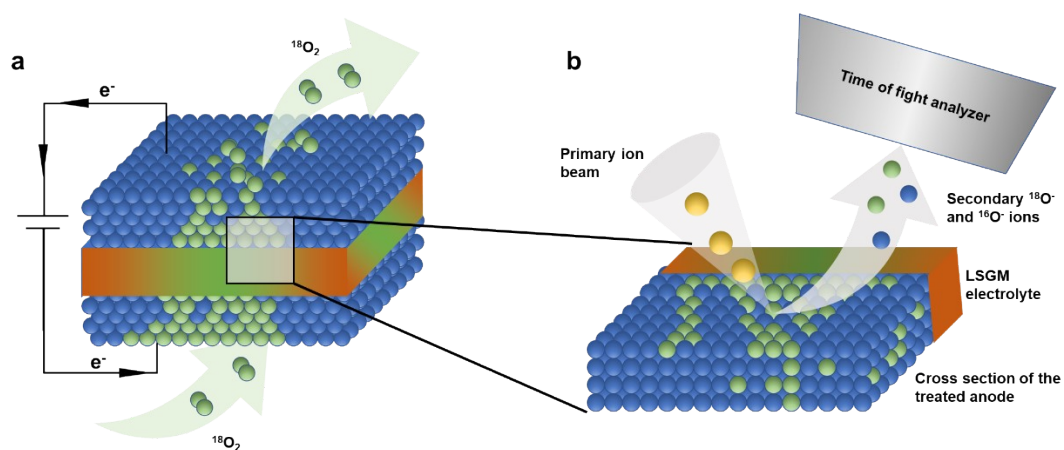 a
¹⁸O₂
e⁻
e⁻
¹⁸O₂
b
Time of fight analyzer
Primary ion
beam
Secondary ¹⁸O⁻
and ¹⁶O⁻ ions
LSGM
electrolyte
Cross section of the
treated anode